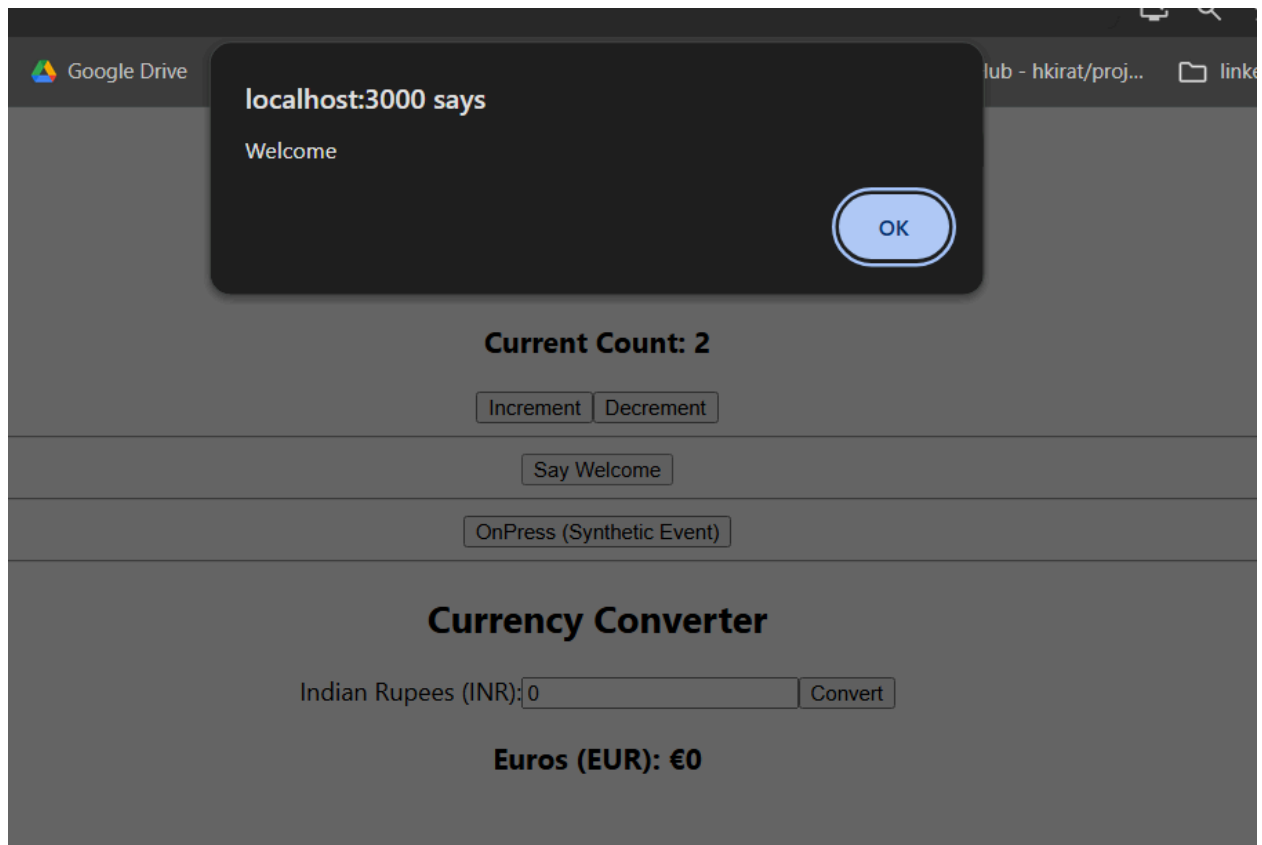 Google Drive
lub - hkirat/proj...
linke
localhost:3000 says
Welcome
OK
Current Count: 2
Increment Decrement
Say Welcome
OnPress (Synthetic Event)
Currency Converter
Indian Rupees (INR): 0 Convert
Euros (EUR): €0